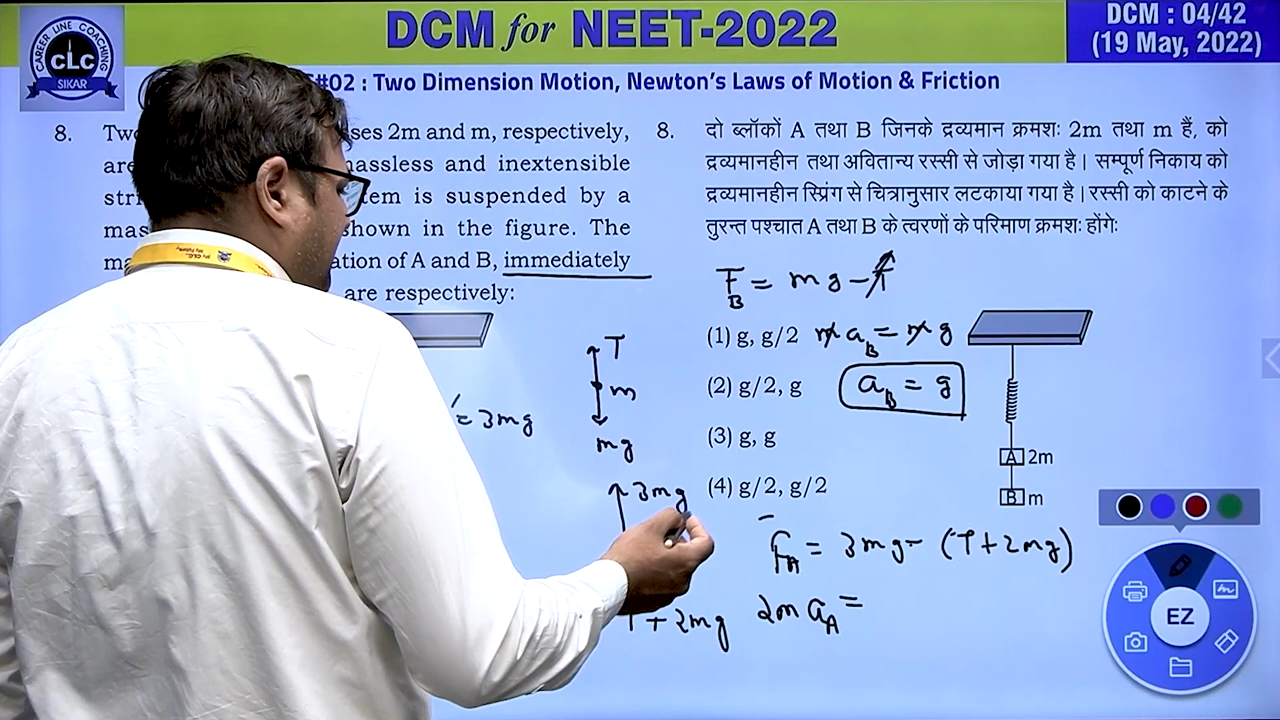 DCM for NEET-2022
DCM : 04/42
(19 May, 2022)
CAREER LINE COACHING
CLC
SIKAR
#02 : Two Dimension Motion, Newton's Laws of Motion & Friction
8. Two ses 2m and m, respectively,
are massless and inextensible
tem is suspended by a
shown in the figure. The
ation of A and B, immediately
are respectively:
= 3mg
T
m
mg
3mg
T + 2mg
8. दो ब्लॉकों A तथा B जिनके द्रव्यमान क्रमशः 2m तथा m हैं, को
द्रव्यमानहीन तथा अवितान्य रस्सी से जोड़ा गया है। सम्पूर्ण निकाय को
द्रव्यमानहीन स्प्रिंग से चित्रानुसार लटकाया गया है। रस्सी को काटने के
तुरन्त पश्चात A तथा B के त्वरणों के परिमाण क्रमशः होंगेः
F_B = mg - T
(1) g, g/2 m a_B = m g
(2) g/2, g a_B = g
(3) g, g
(4) g/2, g/2
A 2m
B m
F_A = 3mg - (T+2mg)
2m a_A =
EZ